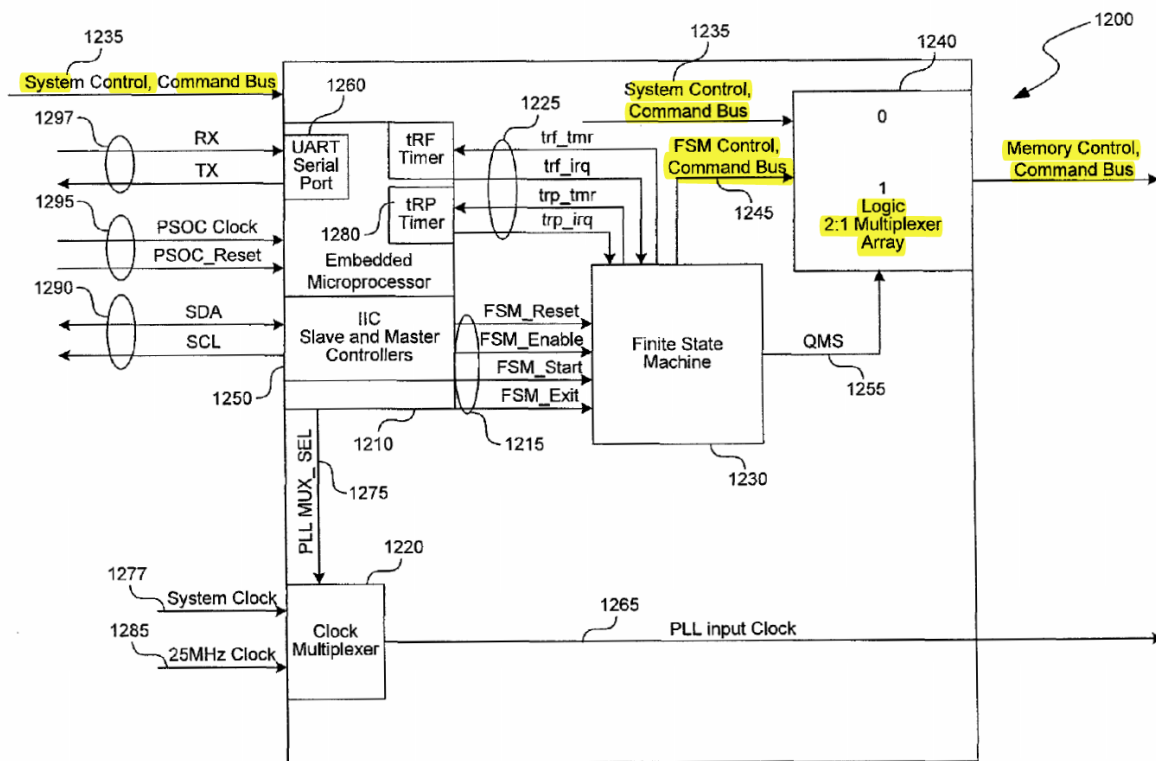 1200
1235
System Control, Command Bus
1297
RX
TX
1295
PSOC Clock
PSOC_Reset
1290
SDA
SCL
1250
1260
UART
Serial
Port
tRF
Timer
1280
tRP
Timer
Embedded
Microprocessor
IIC
Slave and Master
Controllers
1225
trf_tmr
trf_irq
trp_tmr
trp_irq
FSM_Reset
FSM_Enable
FSM_Start
FSM_Exit
1210
1215
1235
System Control,
Command Bus
FSM Control,
Command Bus
1245
1240
0
1
Logic
2:1 Multiplexer
Array
Memory Control,
Command Bus
Finite State
Machine
1230
QMS
1255
PLL MUX_SEL
1275
1220
1277
System Clock
1285
25MHz Clock
Clock
Multiplexer
1265
PLL input Clock